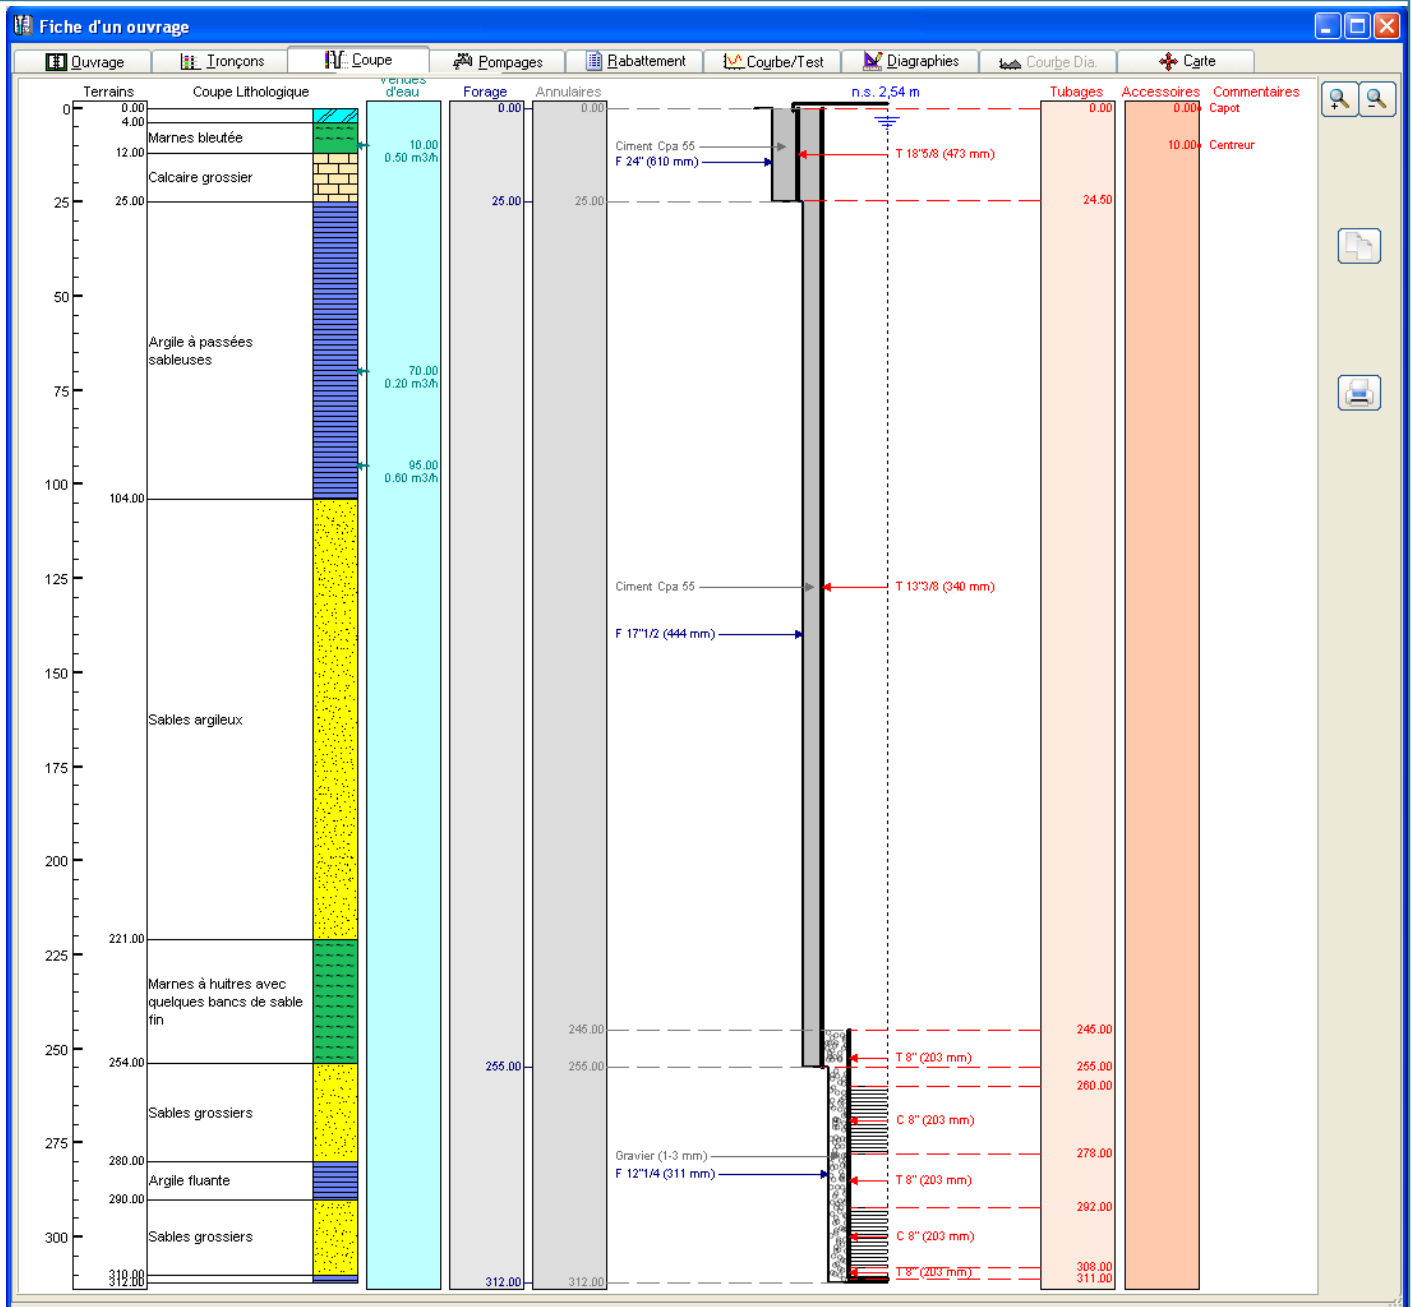 Fiche d'un ouvrage
Ouvrage
Tronçons
Coupe
Pompages
Rabattement
Courbe/Test
Diagraphies
Courbe Dia.
Carte
Terrains
Coupe Lithologique
Venues
d'eau
Forage
Annulaires
n.s. 2,54 m
Tubages
Accessoires
Commentaires
0
25
50
75
100
125
150
175
200
225
250
275
300
0.00
4.00
12.00
25.00
104.00
221.00
254.00
280.00
290.00
310.00
312.00
Marnes bleutée
Calcaire grossier
Argile à passées
sableuses
Sables argileux
Marnes à huitres avec
quelques bancs de sable
fin
Sables grossiers
Argile fluante
Sables grossiers
10.00
0.50 m3/h
70.00
0.20 m3/h
95.00
0.60 m3/h
0.00
25.00
255.00
312.00
0.00
25.00
245.00
255.00
312.00
Ciment Cpa 55
F 24" (610 mm)
Ciment Cpa 55
F 17"1/2 (444 mm)
Gravier (1-3 mm)
F 12"1/4 (311 mm)
T 18"5/8 (473 mm)
T 13"3/8 (340 mm)
T 8" (203 mm)
C 8" (203 mm)
T 8" (203 mm)
C 8" (203 mm)
T 8" (203 mm)
0.00
24.50
245.00
255.00
260.00
278.00
292.00
308.00
311.00
0.00
Capot
10.00
Centreur